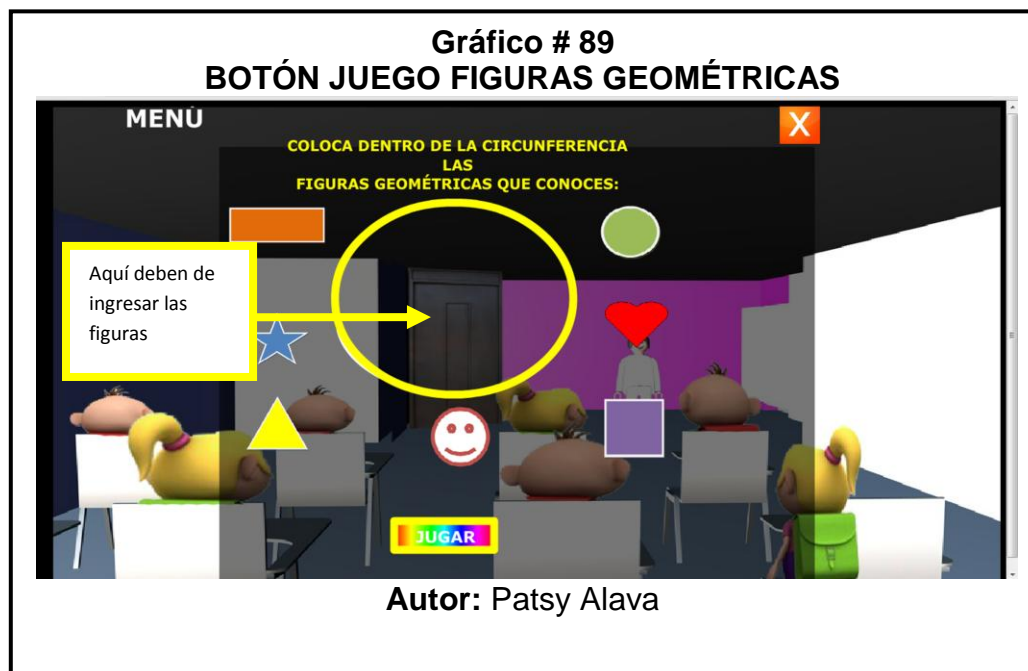 Gráfico # 89
BOTÓN JUEGO FIGURAS GEOMÉTRICAS
MENÚ
X
COLOCA DENTRO DE LA CIRCUNFERENCIA
LAS
FIGURAS GEOMÉTRICAS QUE CONOCES:
Aquí deben de
ingresar las
figuras
JUGAR
Autor: Patsy Alava